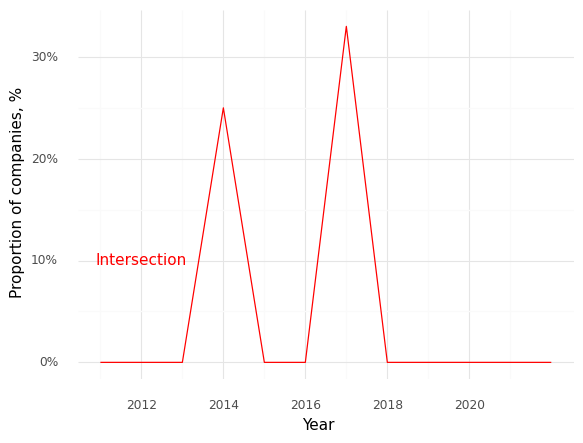 30%
20%
10%
0%
Proportion of companies, %
Intersection
2012 2014 2016 2018 2020
Year